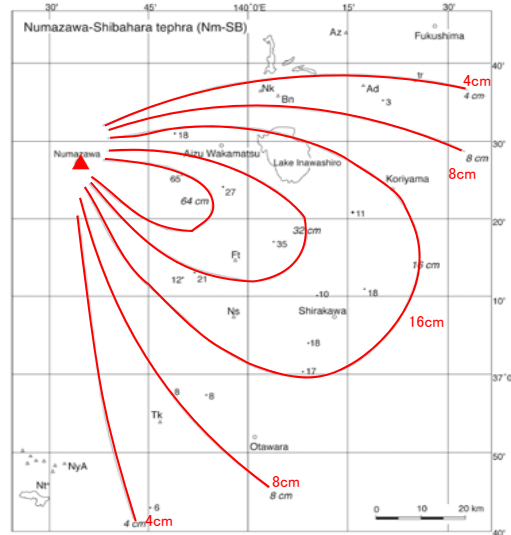 45' 140°0'E 15' 30'
Numazawa-Shibahara tephra (Nm-SB)
Az
Fukushima
40'
Nk
Bn
Ad
3
tr
4cm
4 cm
30'
18
Numazawa
Aizu Wakamatsu
Lake Inawashiro
8 cm
8cm
65
27
64 cm
Koriyama
20'
11
32 cm
35
Ft
16 cm
12
21
10'
10
18
Ns
Shirakawa
16cm
18
17
37°0'
8
8
Tk
Otawara
50'
NyA
Nt
8cm
8 cm
6
4 cm
4cm
0 10 20 km
40'